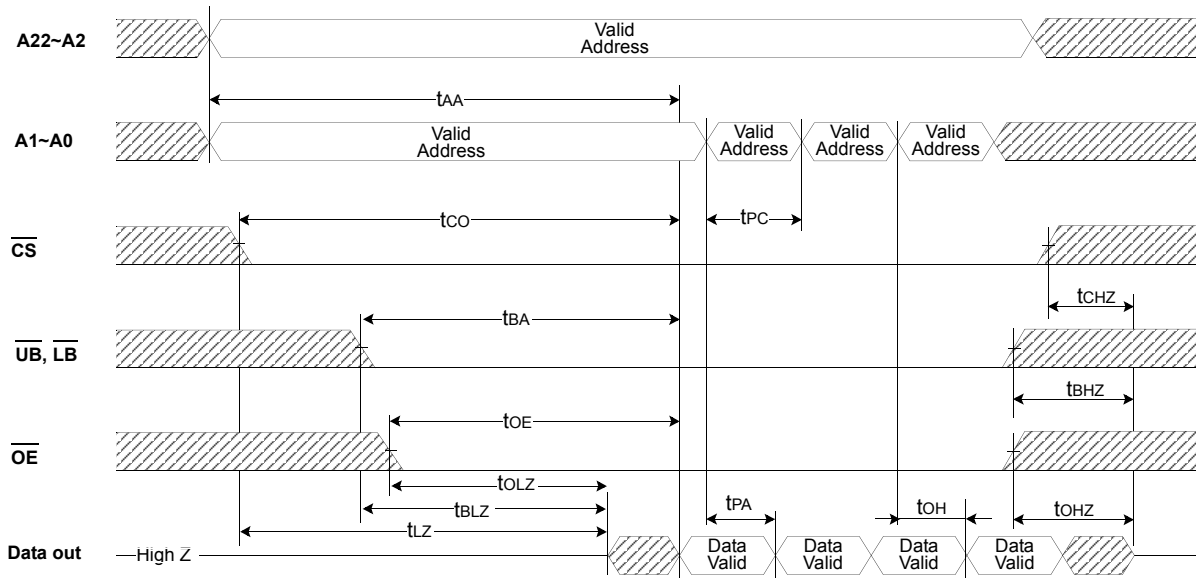 A22~A2
Valid
Address
tAA
A1~A0
Valid
Address
Valid
Address
Valid
Address
Valid
Address
CS
tCO
tPC
tCHZ
UB, LB
tBA
tBHZ
OE
tOE
tOLZ
tBLZ
tLZ
tPA
tOH
tOHZ
Data out
High Z
Data
Valid
Data
Valid
Data
Valid
Data
Valid